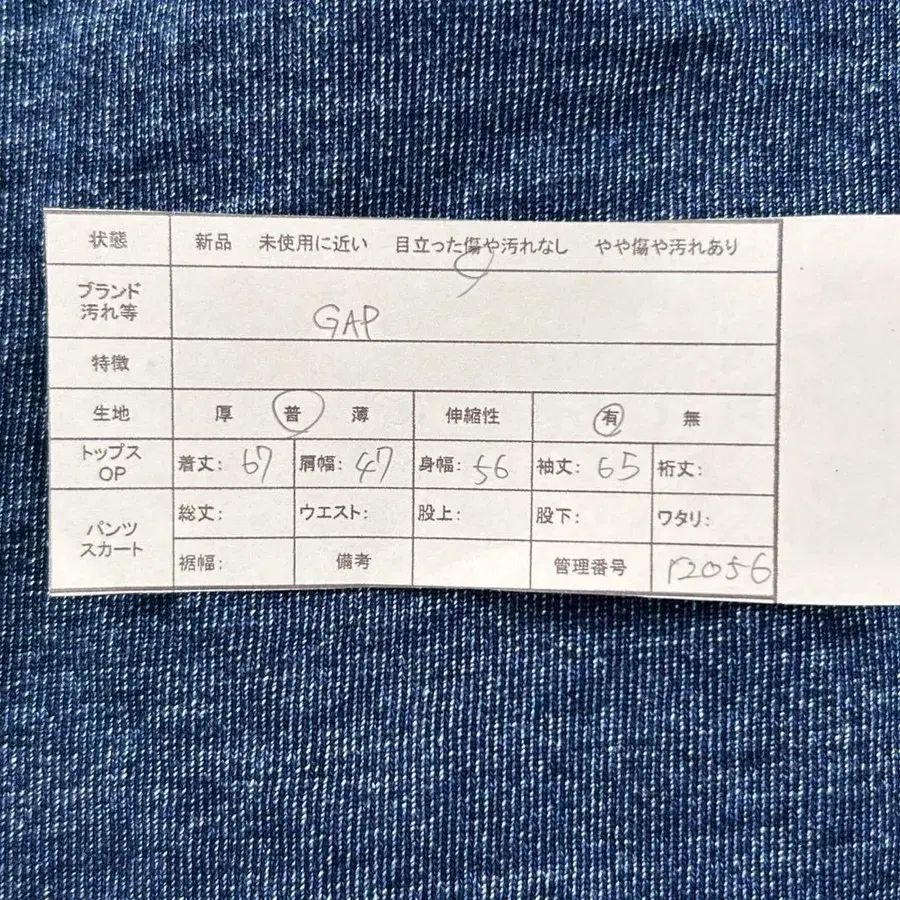 状態 新品 未使用に近い 目立った傷や汚れなし やや傷や汚れあり
ブランド
汚れ等
GAP
特徴
生地 厚 普 薄 伸縮性 有 無
トップス
OP
着丈: 67 肩幅: 47 身幅: 56 袖丈: 65 裄丈:
パンツ
スカート
総丈: ウエスト: 股上: 股下: ワタリ:
裾幅: 備考 管理番号 r2056